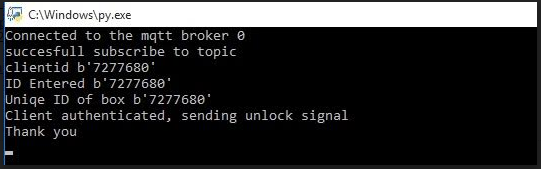 C:\Windows\py.exe
Connected to the mqtt broker 0
succesfull subscribe to topic
clientid b'7277680'
ID Entered b'7277680'
Uniqe ID of box b'7277680'
Client authenticated, sending unlock signal
Thank you